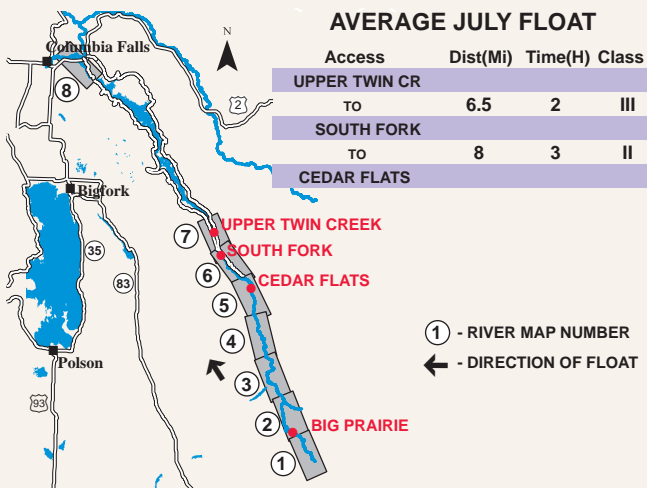 AVERAGE JULY FLOAT
Access Dist(Mi) Time(H) Class
UPPER TWIN CR
TO 6.5 2 III
SOUTH FORK
TO 8 3 II
CEDAR FLATS
N
Columbia Falls
8
2
Bigfork
35
83
7
UPPER TWIN CREEK
SOUTH FORK
6
CEDAR FLATS
5
4
3
2
BIG PRAIRIE
1
Polson
93
1 - RIVER MAP NUMBER
- DIRECTION OF FLOAT